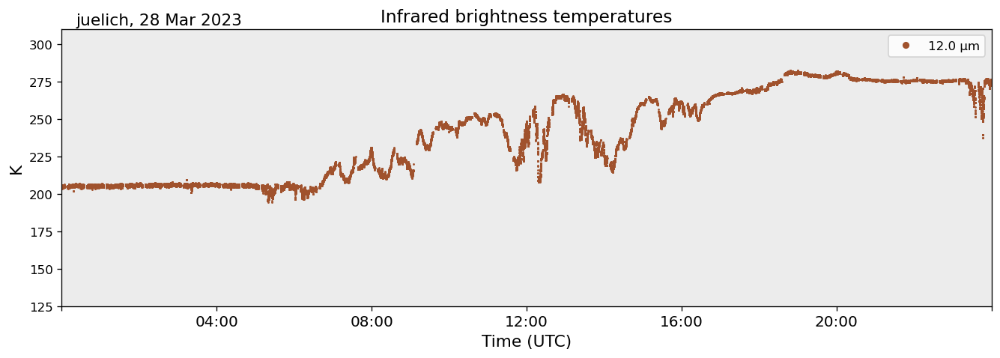 juelich, 28 Mar 2023
Infrared brightness temperatures
12.0 µm
300
275
250
225
200
175
150
125
K
04:00 08:00 12:00 16:00 20:00
Time (UTC)